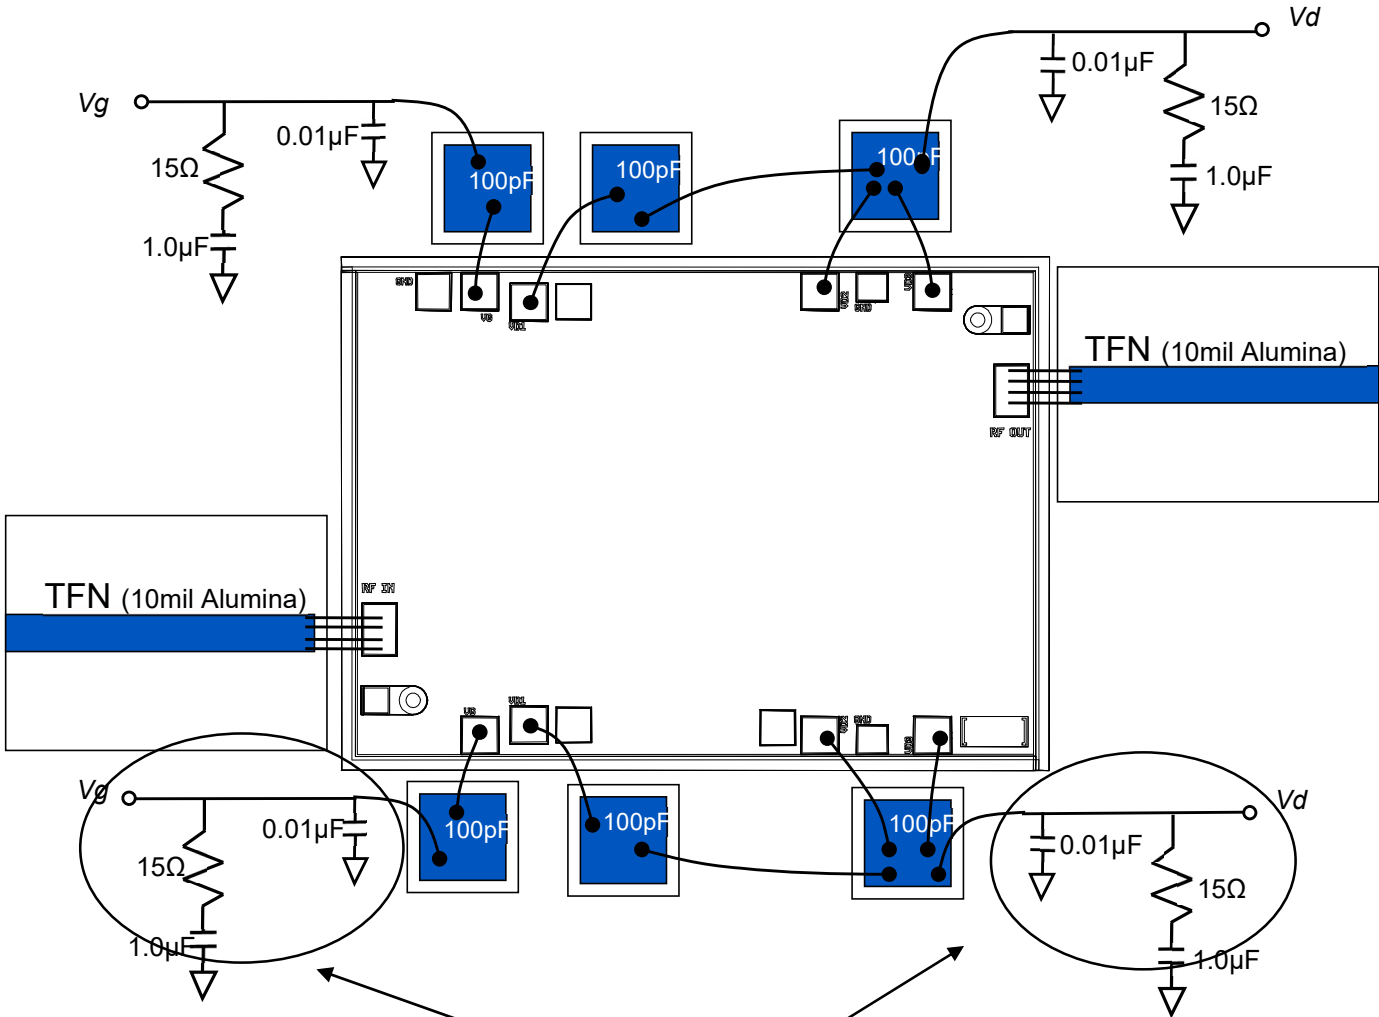 Vd
0.01µF
15Ω
1.0µF
Vg
0.01µF
15Ω
1.0µF
100pF
100pF
100pF
GND
VG
VD1
VD2
GND
VD3
TFN (10mil Alumina)
RF OUT
TFN (10mil Alumina)
RF IN
VG
VD1
VD2
GND
VD3
Vg
0.01µF
15Ω
1.0µF
100pF
100pF
100pF
Vd
0.01µF
15Ω
1.0µF